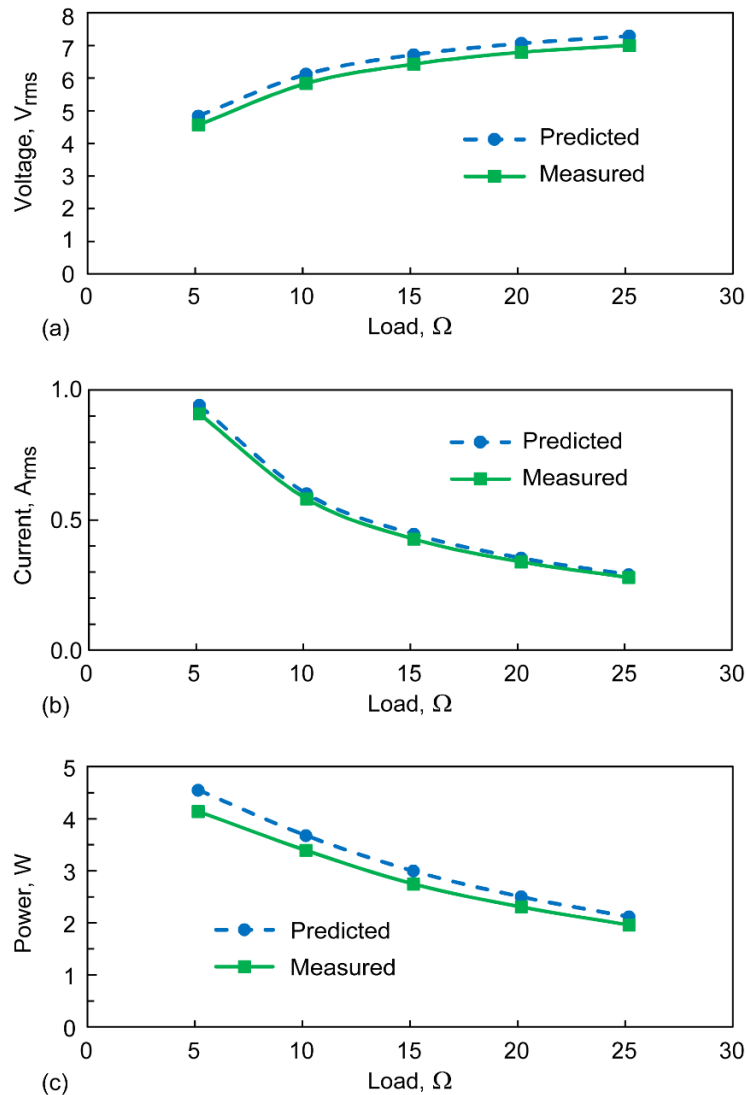 8
7
6
5
4
3
2
1
0
Voltage, Vrms
Predicted
Measured
0 5 10 15 20 25 30
(a) Load, Ω
1.0
0.5
0.0
Current, Arms
Predicted
Measured
0 5 10 15 20 25 30
(b) Load, Ω
5
4
3
2
1
0
Power, W
Predicted
Measured
0 5 10 15 20 25 30
(c) Load, Ω